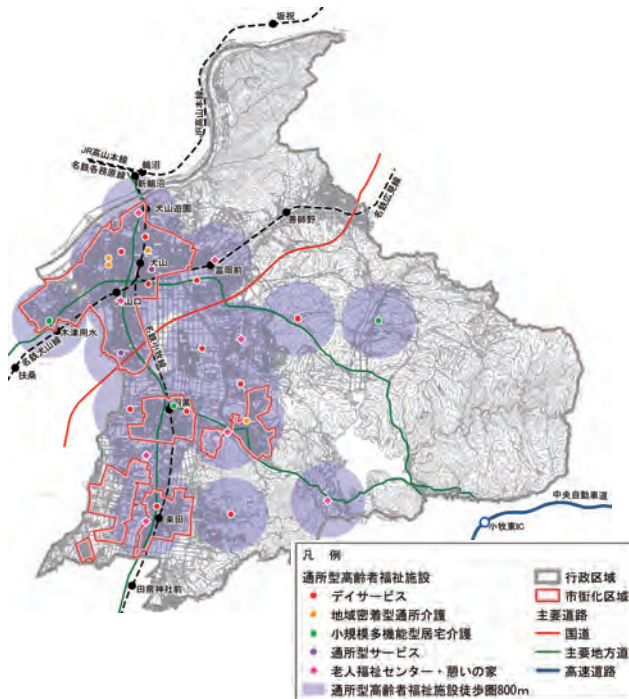 坂祝
JR高山本線
JR高山本線
鵜沼
名鉄各務原線
新鵜沼
犬山遊園
善師野
名鉄広見線
犬山
富岡前
山口
木津用水
名鉄犬山線
扶桑
名鉄小牧線
羽黒
楽田
田県神社前
中央自動車道
小牧東IC
凡 例
通所型高齢者福祉施設
デイサービス
地域密着型通所介護
小規模多機能型居宅介護
通所型サービス
老人福祉センター・憩いの家
通所型高齢者福祉施設徒歩圏800m
行政区域
市街化区域
主要道路
国道
主要地方道
高速道路